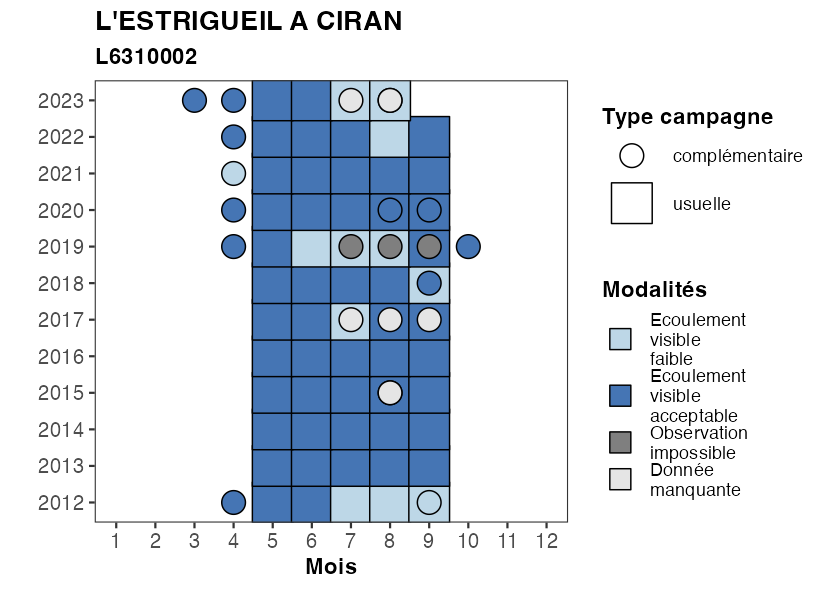 L'ESTRIGUEIL A CIRAN
L6310002
2023
2022
2021
2020
2019
2018
2017
2016
2015
2014
2013
2012
1 2 3 4 5 6 7 8 9 10 11 12
Mois
Type campagne
complémentaire
usuelle
Modalités
Ecoulement
visible
faible
Ecoulement
visible
acceptable
Observation
impossible
Donnée
manquante